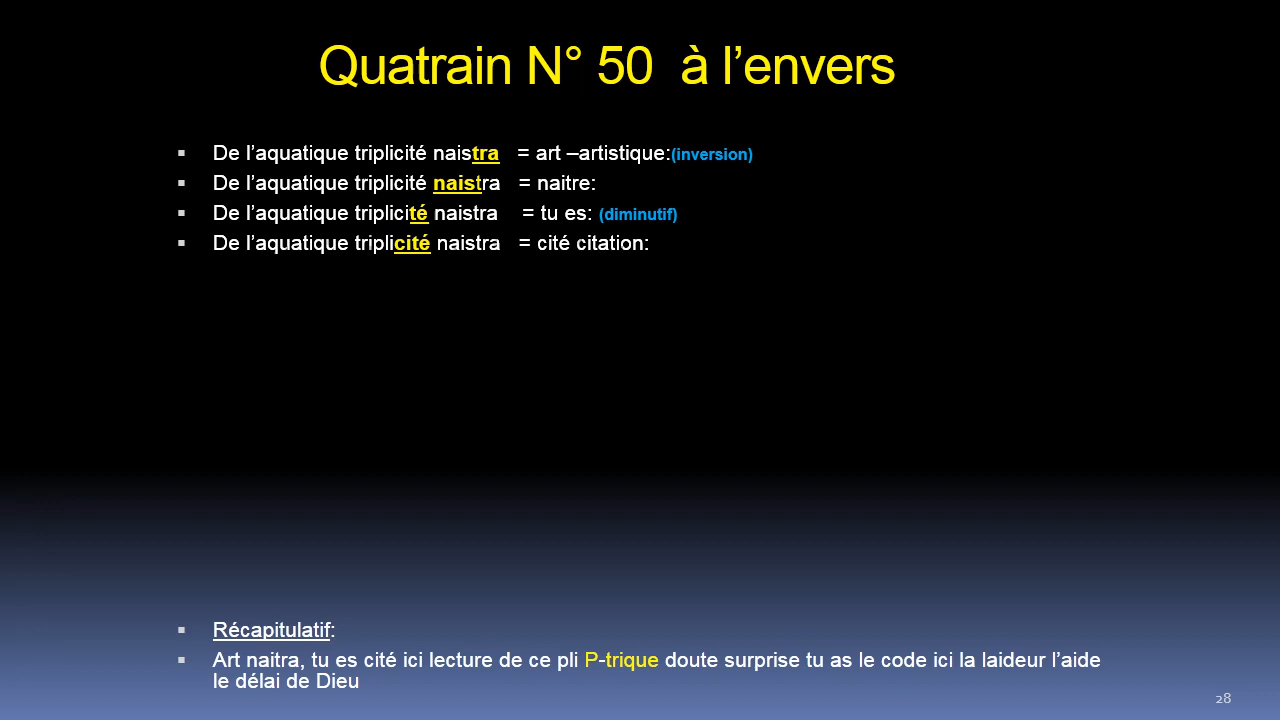 Quatrain N° 50 à l’envers
▪ De l’aquatique triplicité naistra = art –artistique:(inversion)
▪ De l’aquatique triplicité naistra = naitre:
▪ De l’aquatique triplicité naistra = tu es: (diminutif)
▪ De l’aquatique triplicité naistra = cité citation:
▪ Récapitulatif:
▪ Art naitra, tu es cité ici lecture de ce pli P-trique doute surprise tu as le code ici la laideur l’aide
le délai de Dieu
28